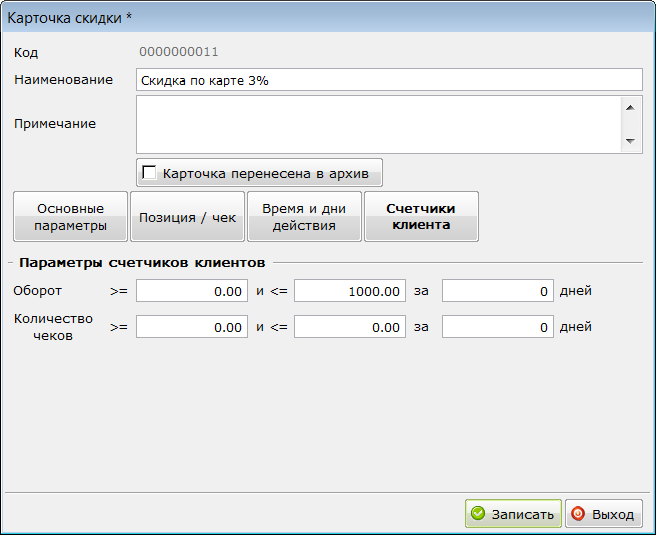 Карточка скидки *
Код 0000000011
Наименование Скидка по карте 3%
Примечание
Карточка перенесена в архив
Основные параметры
Позиция / чек
Время и дни действия
Счетчики клиента
Параметры счетчиков клиентов
Оборот >= 0.00 и <= 1000.00 за 0 дней
Количество чеков >= 0.00 и <= 0.00 за 0 дней
Записать Выход